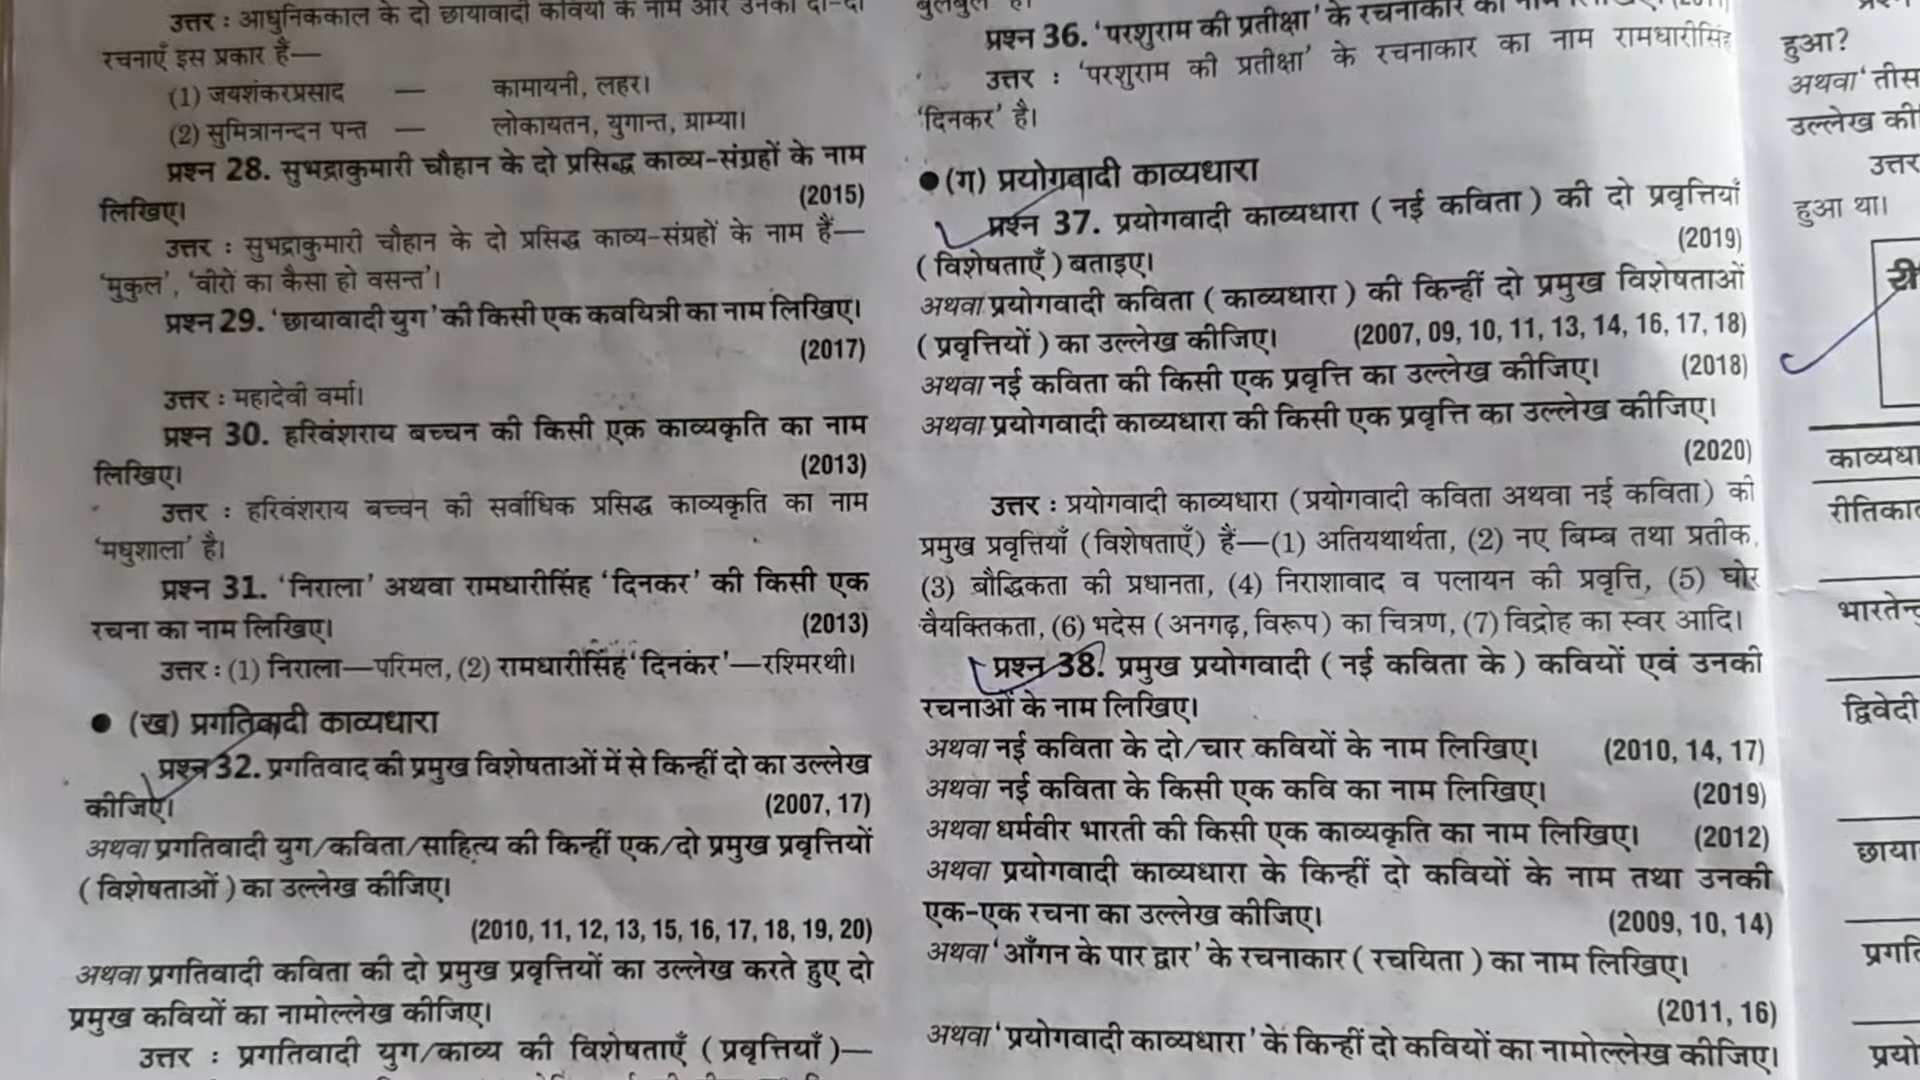 उत्तर : आधुनिककाल के दो छायावादी कवियों के नाम और उनकी दो-दो
रचनाएँ इस प्रकार हैं—
(1) जयशंकरप्रसाद — कामायनी, लहर।
(2) सुमित्रानन्दन पन्त — लोकायतन, युगान्त, ग्राम्या।
प्रश्न 28. सुभद्राकुमारी चौहान के दो प्रसिद्ध काव्य-संग्रहों के नाम
लिखिए। (2015)
उत्तर : सुभद्राकुमारी चौहान के दो प्रसिद्ध काव्य-संग्रहों के नाम हैं—
'मुकुल', 'वीरों का कैसा हो वसन्त'।
प्रश्न 29. 'छायावादी युग' की किसी एक कवयित्री का नाम लिखिए।
(2017)
उत्तर : महादेवी वर्मा।
प्रश्न 30. हरिवंशराय बच्चन की किसी एक काव्यकृति का नाम
लिखिए। (2013)
उत्तर : हरिवंशराय बच्चन की सर्वाधिक प्रसिद्ध काव्यकृति का नाम
'मधुशाला' है।
प्रश्न 31. 'निराला' अथवा रामधारीसिंह 'दिनकर' की किसी एक
रचना का नाम लिखिए। (2013)
उत्तर : (1) निराला—परिमल, (2) रामधारीसिंह 'दिनकर'—रश्मिरथी।
● (ख) प्रगतिवादी काव्यधारा
प्रश्न 32. प्रगतिवाद की प्रमुख विशेषताओं में से किन्हीं दो का उल्लेख
कीजिए। (2007, 17)
अथवा प्रगतिवादी युग/कविता/साहित्य की किन्हीं एक/दो प्रमुख प्रवृत्तियों
(विशेषताओं) का उल्लेख कीजिए।
(2010, 11, 12, 13, 15, 16, 17, 18, 19, 20)
अथवा प्रगतिवादी कविता की दो प्रमुख प्रवृत्तियों का उल्लेख करते हुए दो
प्रमुख कवियों का नामोल्लेख कीजिए।
उत्तर : प्रगतिवादी युग/काव्य की विशेषताएँ (प्रवृत्तियाँ)—
बुलबुल है।
प्रश्न 36. 'परशुराम की प्रतीक्षा' के रचनाकार का नाम लिखिए। (2011)
उत्तर : 'परशुराम की प्रतीक्षा' के रचनाकार का नाम रामधारीसिंह
'दिनकर' है।
● (ग) प्रयोगवादी काव्यधारा
प्रश्न 37. प्रयोगवादी काव्यधारा (नई कविता) की दो प्रवृत्तियाँ
(विशेषताएँ) बताइए। (2019)
अथवा प्रयोगवादी कविता (काव्यधारा) की किन्हीं दो प्रमुख विशेषताओं
(प्रवृत्तियों) का उल्लेख कीजिए। (2007, 09, 10, 11, 13, 14, 16, 17, 18)
अथवा नई कविता की किसी एक प्रवृत्ति का उल्लेख कीजिए। (2018)
अथवा प्रयोगवादी काव्यधारा की किसी एक प्रवृत्ति का उल्लेख कीजिए।
(2020)
उत्तर : प्रयोगवादी काव्यधारा (प्रयोगवादी कविता अथवा नई कविता) की
प्रमुख प्रवृत्तियाँ (विशेषताएँ) हैं—(1) अतियथार्थता, (2) नए बिम्ब तथा प्रतीक,
(3) बौद्धिकता की प्रधानता, (4) निराशावाद व पलायन की प्रवृत्ति, (5) घोर
वैयक्तिकता, (6) भदेस (अनगढ़, विरूप) का चित्रण, (7) विद्रोह का स्वर आदि।
प्रश्न 38. प्रमुख प्रयोगवादी (नई कविता के) कवियों एवं उनकी
रचनाओं के नाम लिखिए।
अथवा नई कविता के दो/चार कवियों के नाम लिखिए। (2010, 14, 17)
अथवा नई कविता के किसी एक कवि का नाम लिखिए। (2019)
अथवा धर्मवीर भारती की किसी एक काव्यकृति का नाम लिखिए। (2012)
अथवा प्रयोगवादी काव्यधारा के किन्हीं दो कवियों के नाम तथा उनकी
एक-एक रचना का उल्लेख कीजिए। (2009, 10, 14)
अथवा 'आँगन के पार द्वार' के रचनाकार (रचयिता) का नाम लिखिए।
(2011, 16)
अथवा 'प्रयोगवादी काव्यधारा' के किन्हीं दो कवियों का नामोल्लेख कीजिए।
हुआ?
अथवा 'तीस
उल्लेख की
उत्तर
हुआ था।
री
काव्यधा
रीतिकाल
भारतेन्दु
द्विवेदी
छाया
प्रगति
प्रयो